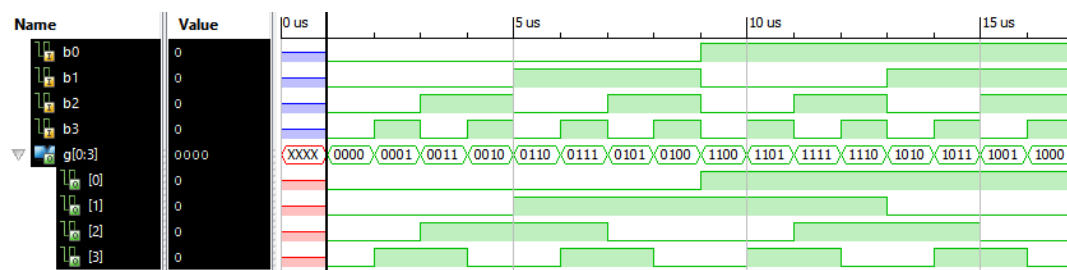 Name Value 0 us 5 us 10 us 15 us
b0 0
b1 0
b2 0
b3 0
g[0:3] 0000 XXXX 0000 0001 0011 0010 0110 0111 0101 0100 1100 1101 1111 1110 1010 1011 1001 1000
[0] 0
[1] 0
[2] 0
[3] 0